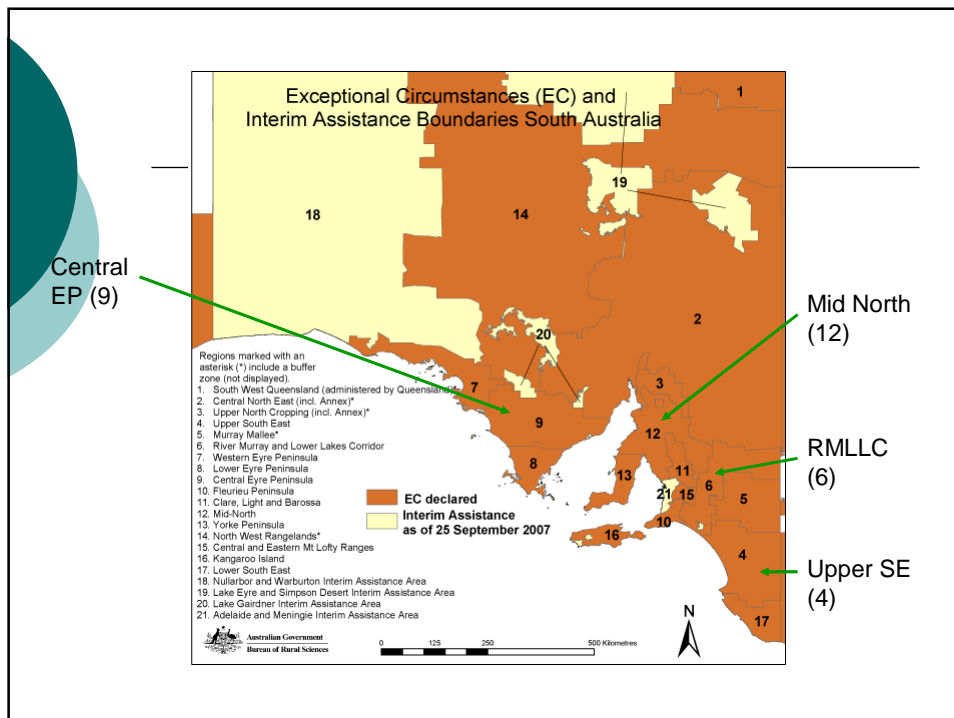 Exceptional Circumstances (EC) and
Interim Assistance Boundaries South Australia
1
19
18
14
Central
EP (9)
2
Mid North
(12)
20
Regions marked with an
asterisk (*) include a buffer
zone (not displayed).
1. South West Queensland (administered by Queensland)*
2. Central North East (incl. Annex)*
3. Upper North Cropping (incl. Annex)*
4. Upper South East
5. Murray Mallee*
6. River Murray and Lower Lakes Corridor
7. Western Eyre Peninsula
8. Lower Eyre Peninsula
9. Central Eyre Peninsula
10. Fleurieu Peninsula
11. Clare, Light and Barossa
12. Mid-North
13. Yorke Peninsula
14. North West Rangelands*
15. Central and Eastern Mt Lofty Ranges
16. Kangaroo Island
17. Lower South East
18. Nullarbor and Warburton Interim Assistance Area
19. Lake Eyre and Simpson Desert Interim Assistance Area
20. Lake Gairdner Interim Assistance Area
21. Adelaide and Meningie Interim Assistance Area
7
3
9
12
8
13
11
21
15
6
5
RMLLC
(6)
EC declared
Interim Assistance
as of 25 September 2007
10
16
4
Upper SE
(4)
17
N
Australian Government
Bureau of Rural Sciences
0 125 250 500 Kilometres